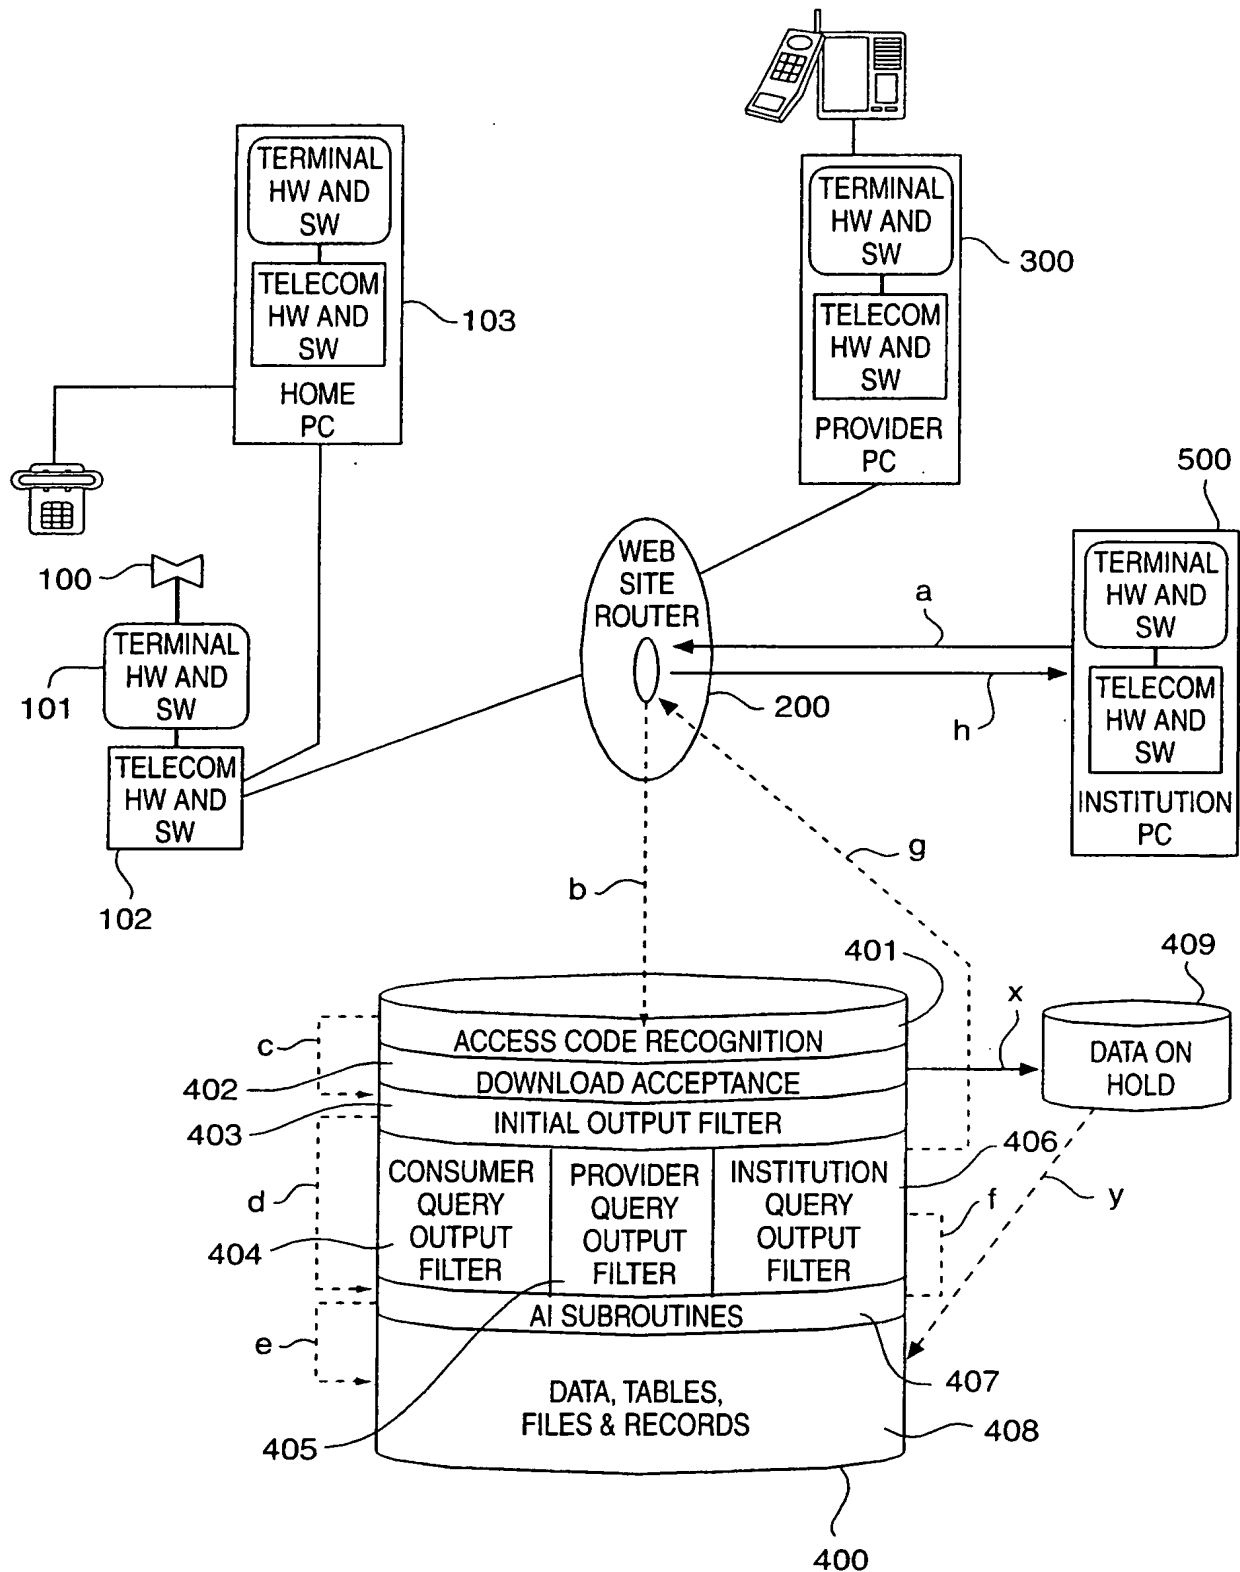 TERMINAL
HW AND
SW
TELECOM
HW AND
SW
HOME
PC
103
TERMINAL
HW AND
SW
TELECOM
HW AND
SW
PROVIDER
PC
300
500
TERMINAL
HW AND
SW
TELECOM
HW AND
SW
INSTITUTION
PC
100
TERMINAL
HW AND
SW
101
TELECOM
HW AND
SW
102
WEB
SITE
ROUTER
200
a
h
g
b
401
409
x
DATA ON
HOLD
y
c
ACCESS CODE RECOGNITION
402
DOWNLOAD ACCEPTANCE
403
INITIAL OUTPUT FILTER
406
d
CONSUMER
QUERY
OUTPUT
FILTER
404
PROVIDER
QUERY
OUTPUT
FILTER
INSTITUTION
QUERY
OUTPUT
FILTER
f
e
AI SUBROUTINES
407
DATA, TABLES,
FILES & RECORDS
405
408
400